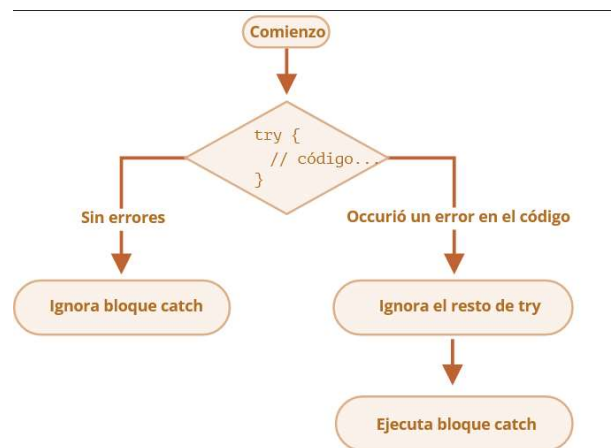 Comienzo
try {
// código...
}
Sin errores
Occurió un error en el código
Ignora bloque catch
Ignora el resto de try
Ejecuta bloque catch